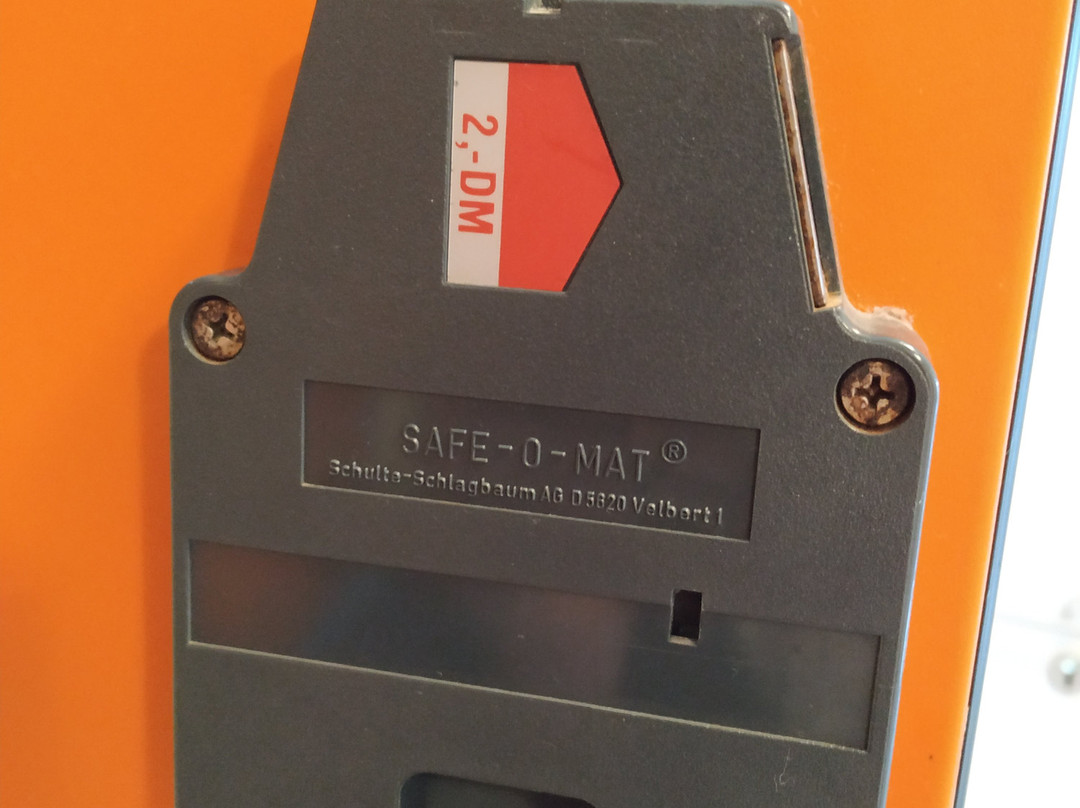 2,-DM
SAFE-O-MAT ®
Schulte-Schlagbaum AG D 5620 Velbert 1